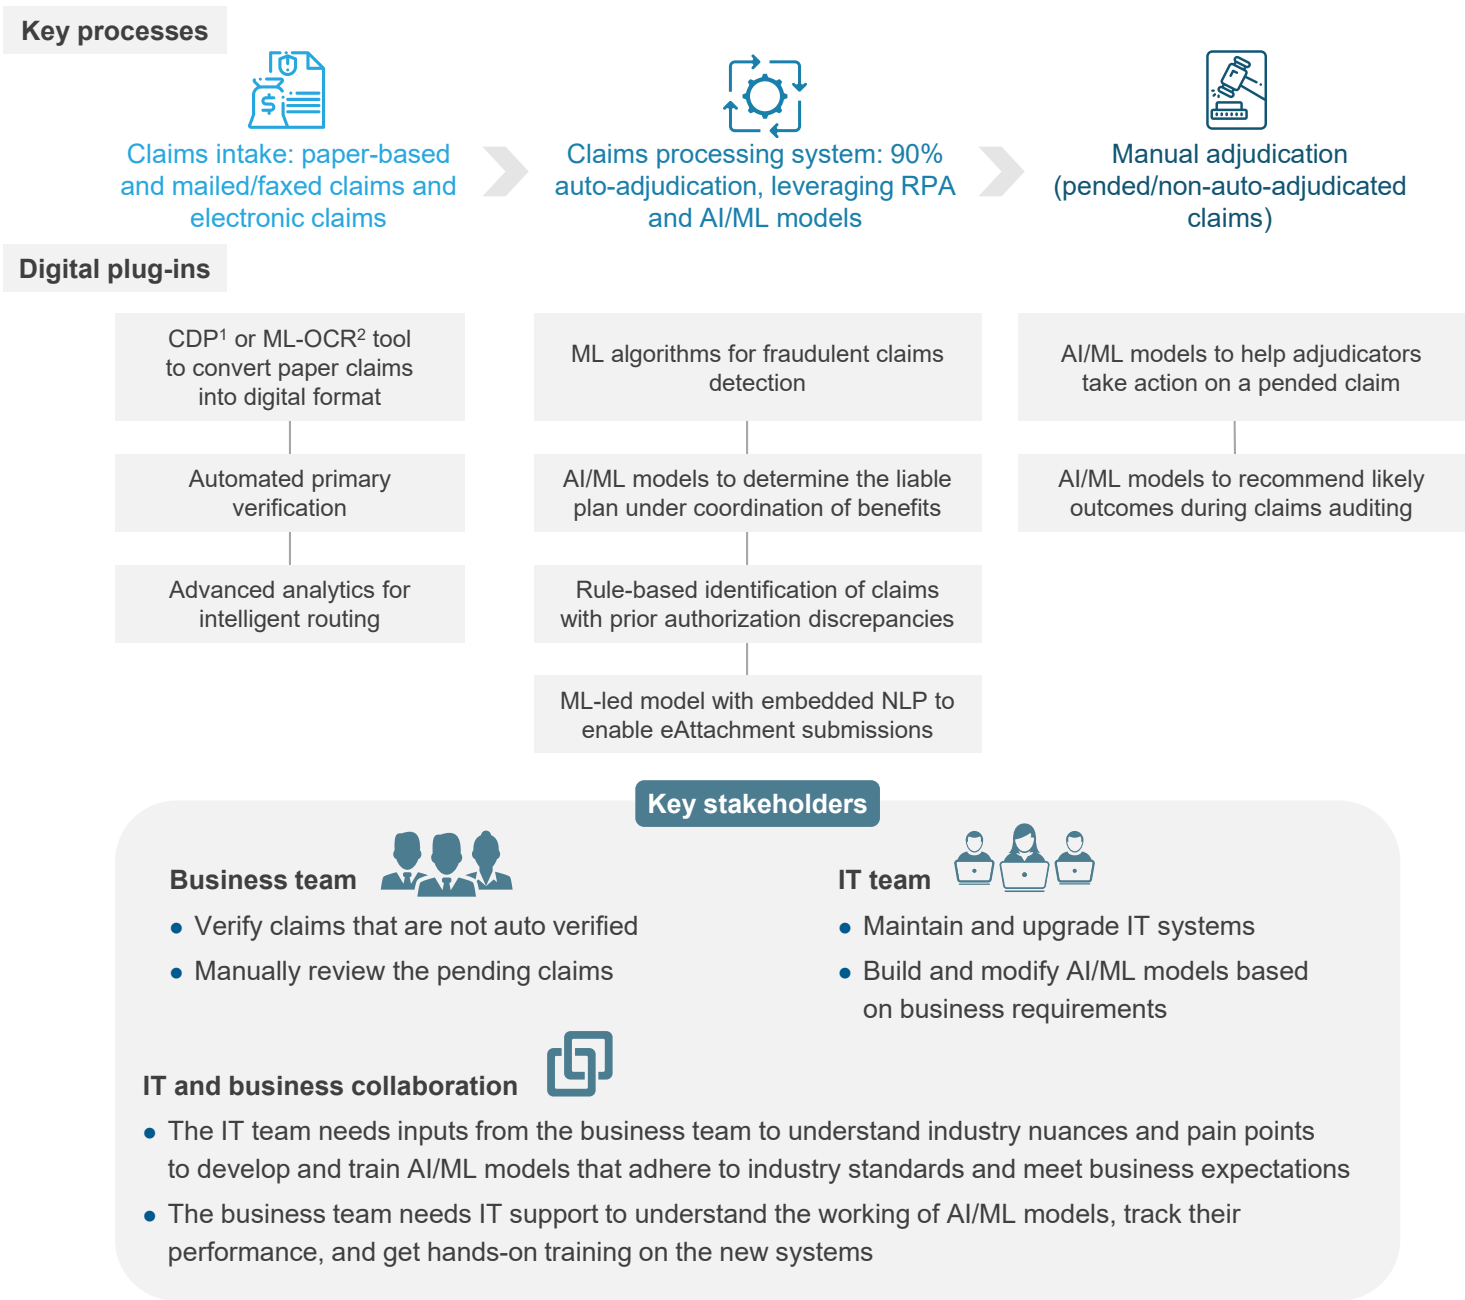 Key processes
Claims intake: paper-based
and mailed/faxed claims and
electronic claims
Claims processing system: 90%
auto-adjudication, leveraging RPA
and AI/ML models
Manual adjudication
(pended/non-auto-adjudicated
claims)
Digital plug-ins
CDP¹ or ML-OCR² tool
to convert paper claims
into digital format
Automated primary
verification
Advanced analytics for
intelligent routing
ML algorithms for fraudulent claims
detection
AI/ML models to determine the liable
plan under coordination of benefits
Rule-based identification of claims
with prior authorization discrepancies
ML-led model with embedded NLP to
enable eAttachment submissions
AI/ML models to help adjudicators
take action on a pended claim
AI/ML models to recommend likely
outcomes during claims auditing
Key stakeholders
Business team
• Verify claims that are not auto verified
• Manually review the pending claims
IT team
• Maintain and upgrade IT systems
• Build and modify AI/ML models based
on business requirements
IT and business collaboration
• The IT team needs inputs from the business team to understand industry nuances and pain points
to develop and train AI/ML models that adhere to industry standards and meet business expectations
• The business team needs IT support to understand the working of AI/ML models, track their
performance, and get hands-on training on the new systems